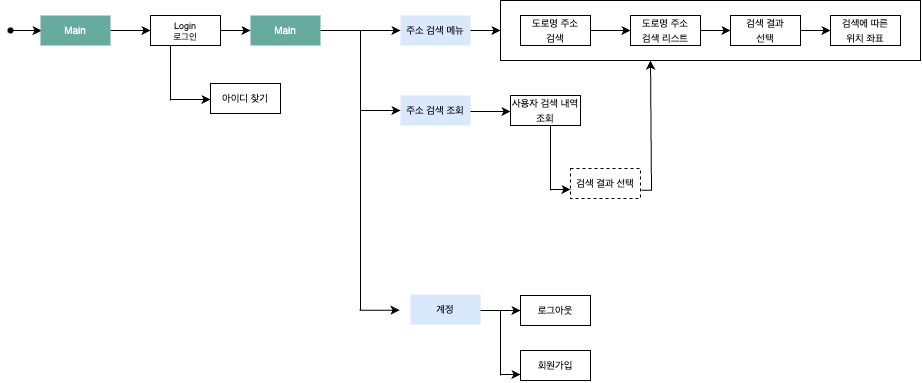 Main
Login
로그인
Main
주소 검색 메뉴
도로명 주소
검색
도로명 주소
검색 리스트
검색 결과
선택
검색에 따른
위치 좌표
아이디 찾기
주소 검색 조회
사용자 검색 내역
조회
검색 결과 선택
계정
로그아웃
회원가입